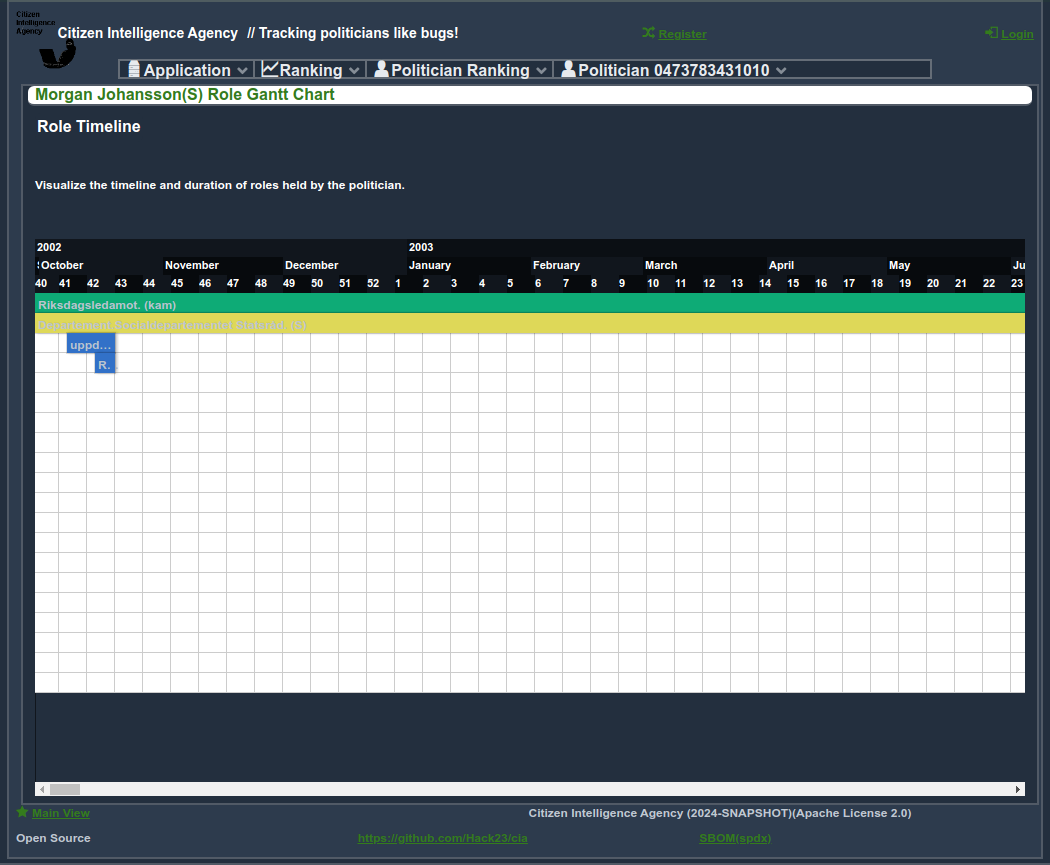 Citizen
Intelligence
Agency
Citizen Intelligence Agency // Tracking politicians like bugs!
Register
Login
Application
Ranking
Politician Ranking
Politician 0473783431010
Morgan Johansson(S) Role Gantt Chart
Role Timeline
Visualize the timeline and duration of roles held by the politician.
2002 2003
October November December January February March April May Ju
40 41 42 43 44 45 46 47 48 49 50 51 52 1 2 3 4 5 6 7 8 9 10 11 12 13 14 15 16 17 18 19 20 21 22 23
Riksdagsledamot. (kam)
Departement.Socialdepartementet Statsråd. (S)
uppd...
R.
Main View
Citizen Intelligence Agency (2024-SNAPSHOT)(Apache License 2.0)
Open Source
https://github.com/Hack23/cia
SBOM(spdx)